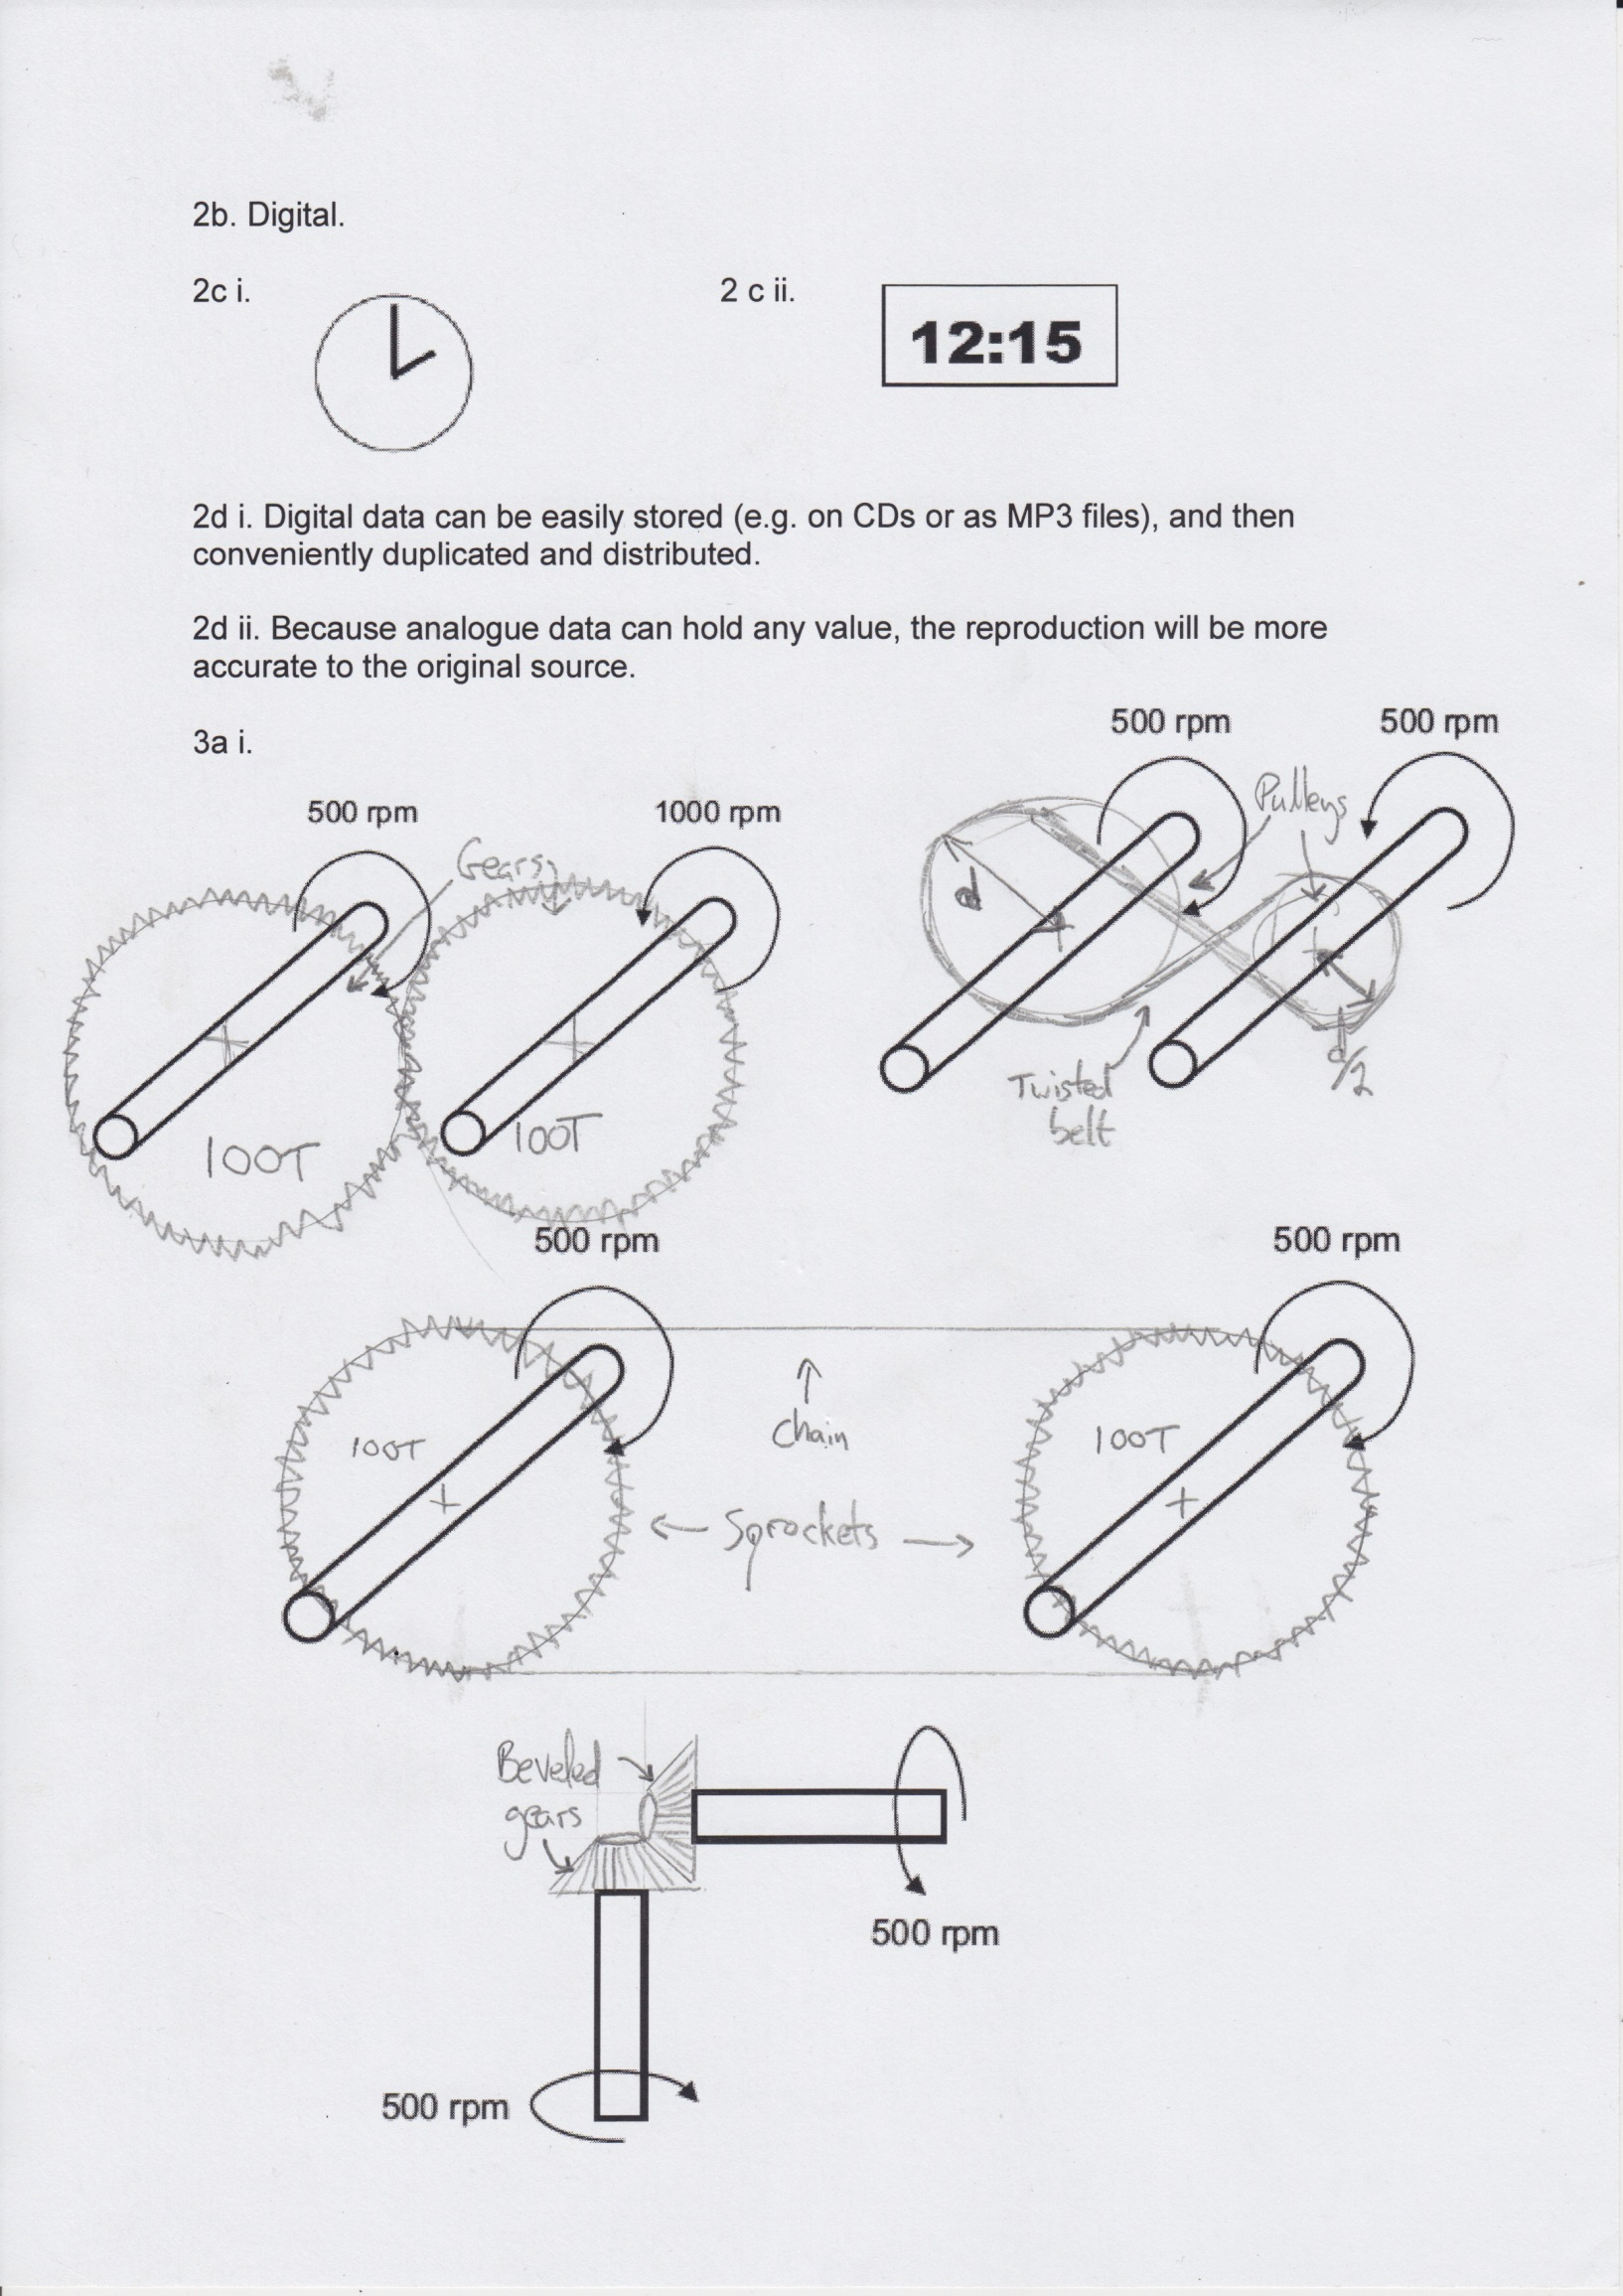 2b. Digital.
2c i.
2 c ii.
12:15
2d i. Digital data can be easily stored (e.g. on CDs or as MP3 files), and then
conveniently duplicated and distributed.
2d ii. Because analogue data can hold any value, the reproduction will be more
accurate to the original source.
3a i.
500 rpm
1000 rpm
Gears
100T
100T
500 rpm
500 rpm
Pulleys
d
d/2
Twisted
belt
500 rpm
500 rpm
100T
100T
Chain
Sprockets
Beveled
gears
500 rpm
500 rpm